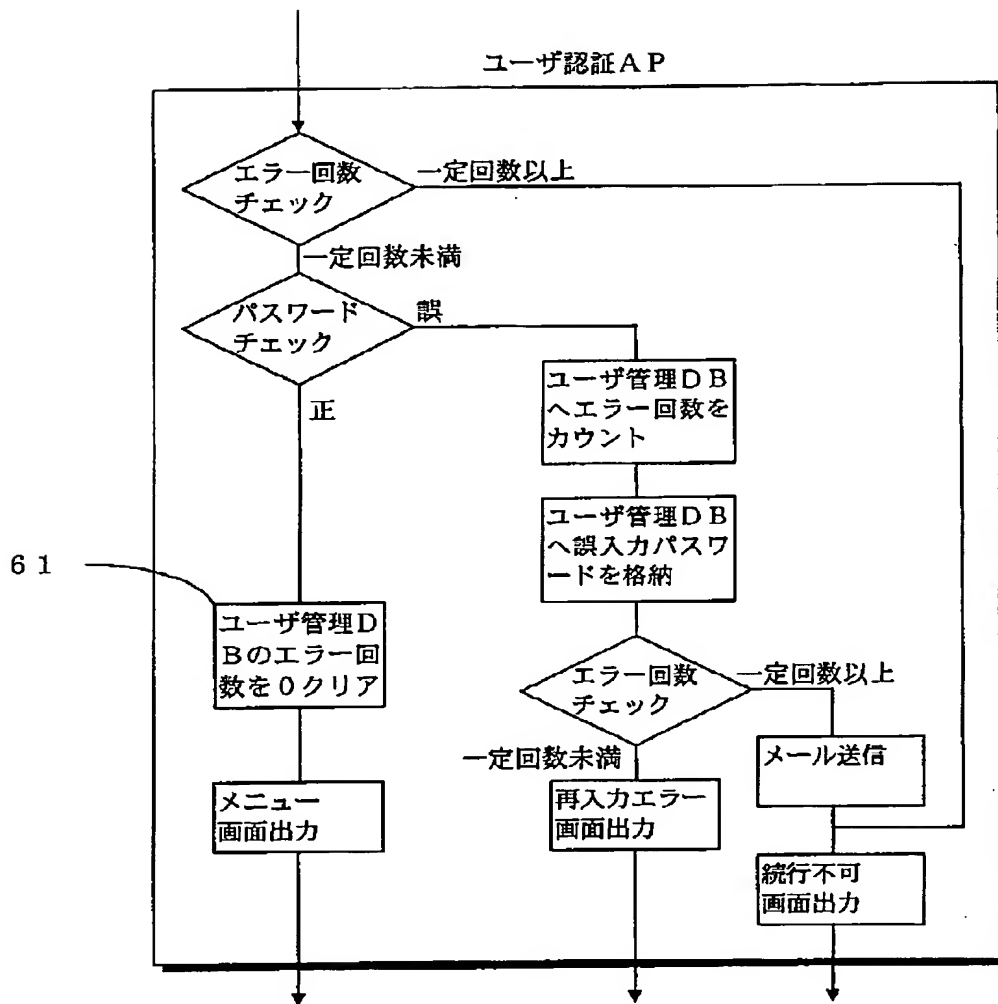 ユーザ認証AP
エラー回数
チェック
一定回数以上
一定回数未満
パスワード
チェック
誤
正
ユーザ管理DB
へエラー回数を
カウント
ユーザ管理DB
へ誤入力パスワ
ードを格納
61
ユーザ管理D
Bのエラー回
数を0クリア
エラー回数
チェック
一定回数以上
一定回数未満
メール送信
メニュー
画面出力
再入力エラー
画面出力
続行不可
画面出力